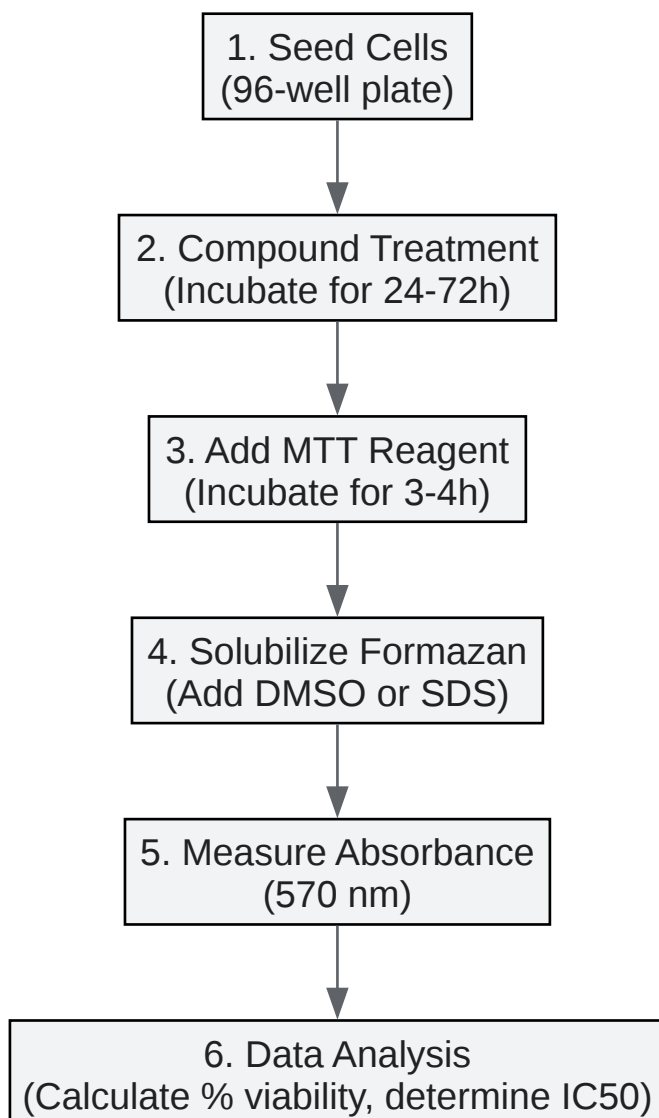 1. Seed Cells
(96-well plate)
2. Compound Treatment
(Incubate for 24-72h)
3. Add MTT Reagent
(Incubate for 3-4h)
4. Solubilize Formazan
(Add DMSO or SDS)
5. Measure Absorbance
(570 nm)
6. Data Analysis
(Calculate % viability, determine IC50)